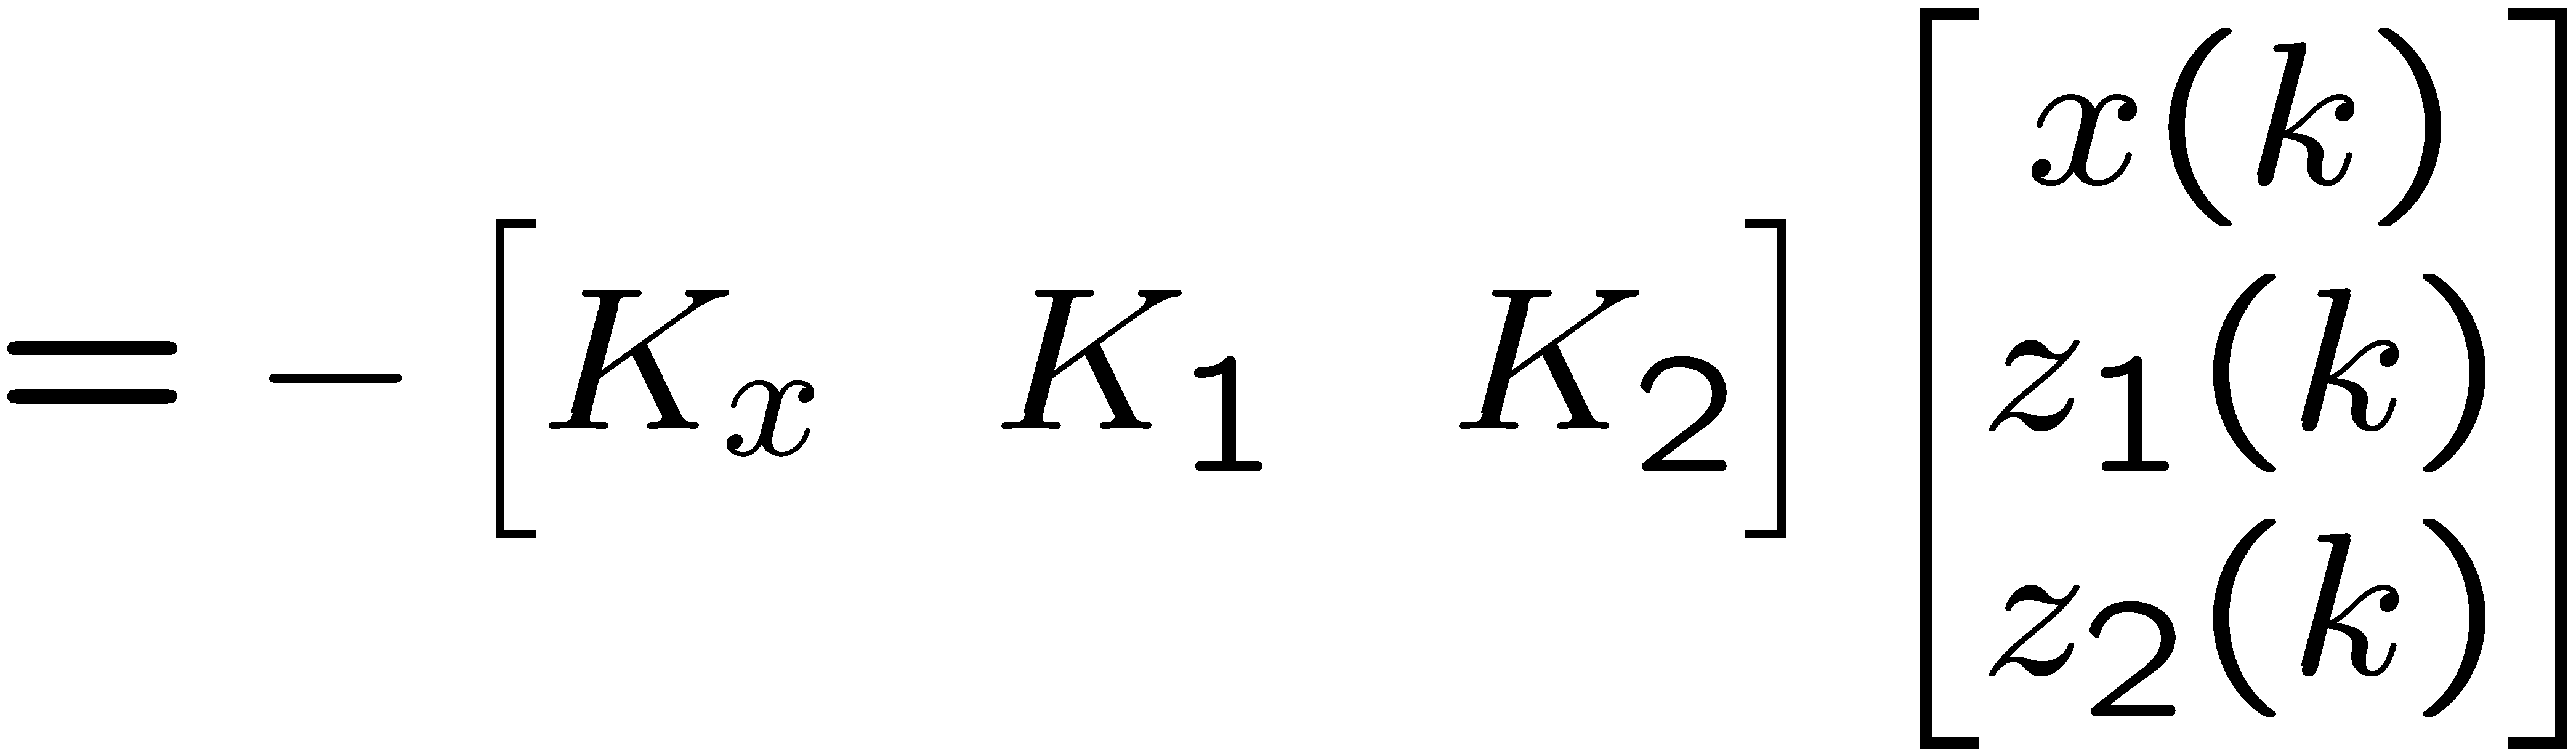 = − [K_x K_1 K_2] [x(k)
z_1(k)
z_2(k)]